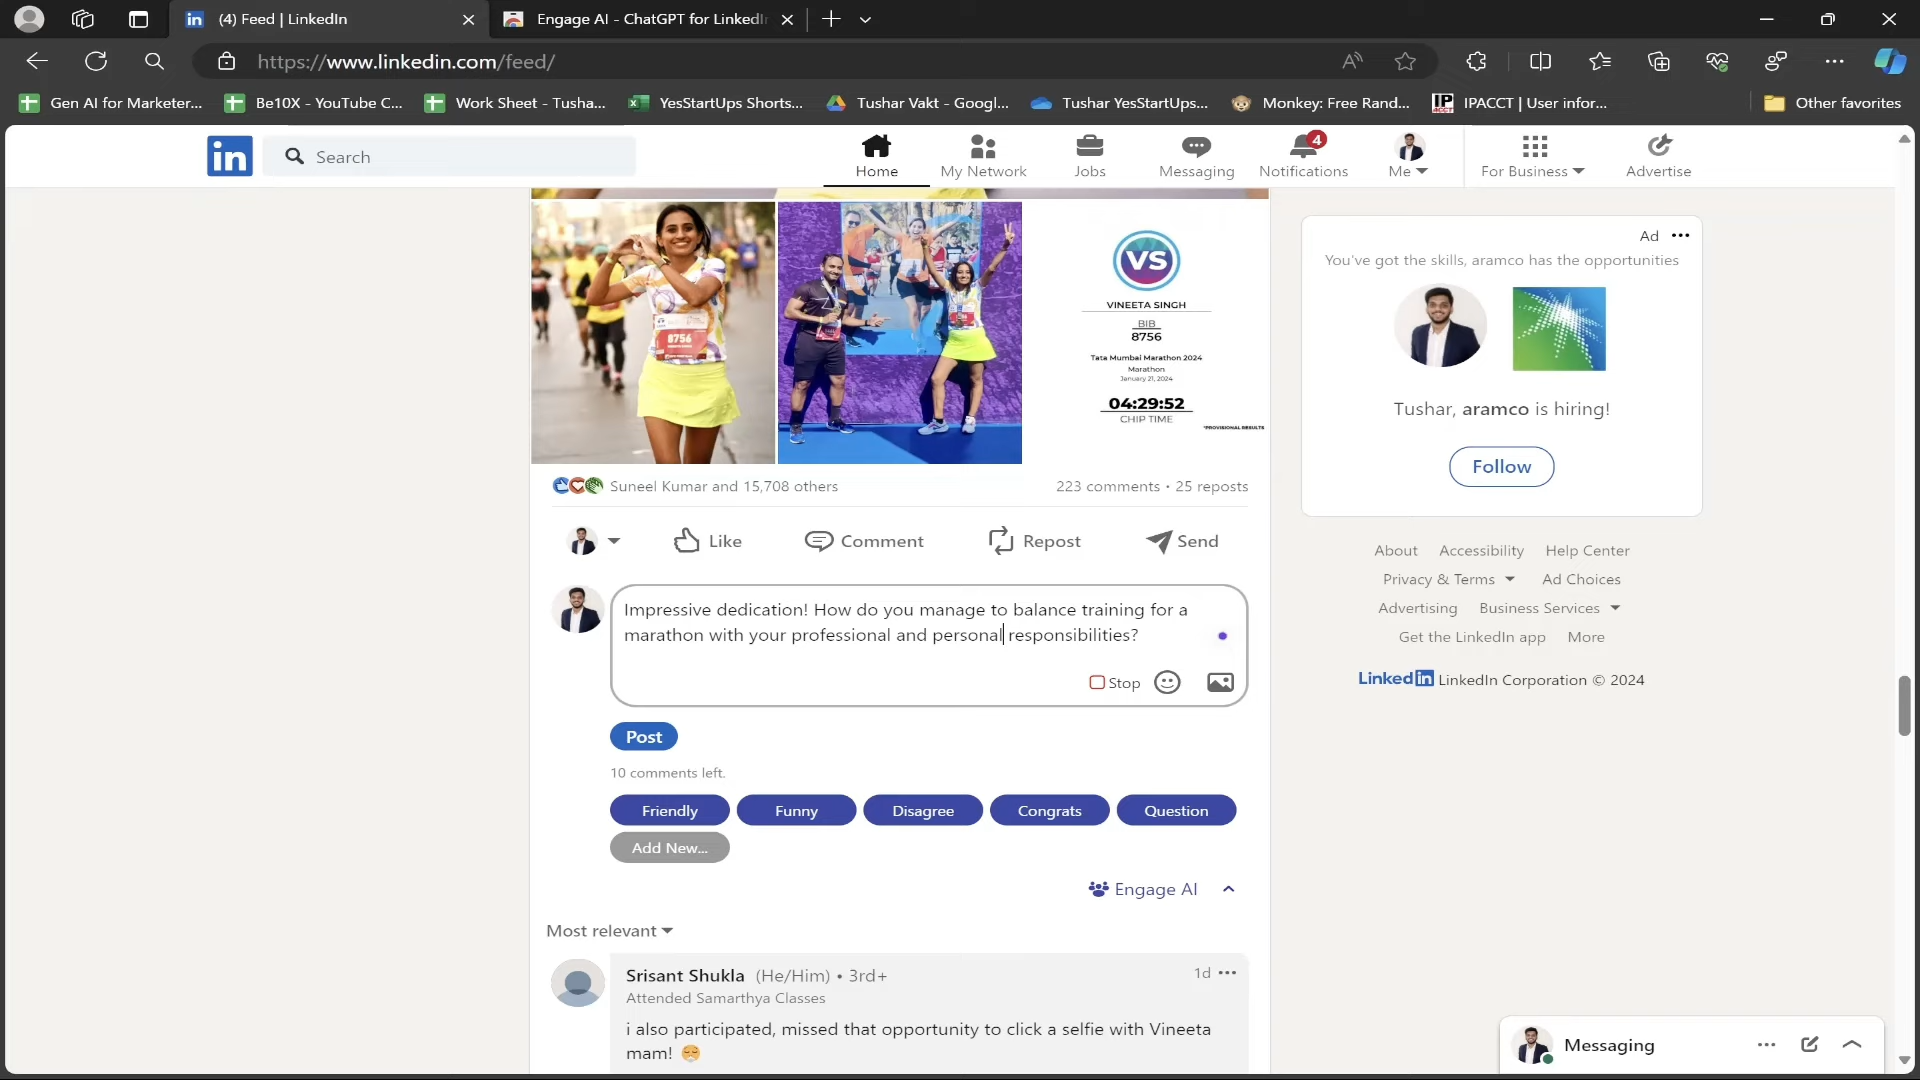 (4) Feed | LinkedIn
Engage AI - ChatGPT for LinkedIn
https://www.linkedin.com/feed/
Gen AI for Marketer...
Be10X - YouTube C...
Work Sheet - Tusha...
YesStartUps Shorts...
Tushar Vakt - Googl...
Tushar YesStartUps...
Monkey: Free Rand...
IPACCT | User infor...
Other favorites
in
Search
Home
My Network
Jobs
Messaging
4
Notifications
Me
For Business
Advertise
8756
VS
VINEETA SINGH
BIB
8756
Tata Mumbai Marathon 2024
Marathon
January 21, 2024
04:29:52
CHIP TIME
*PROVISIONAL RESULTS
Suneel Kumar and 15,708 others
223 comments • 25 reposts
Like
Comment
Repost
Send
Impressive dedication! How do you manage to balance training for a
marathon with your professional and personal responsibilities?
Stop
Post
10 comments left.
Friendly
Funny
Disagree
Congrats
Question
Add New...
Engage AI
Most relevant
Srisant Shukla (He/Him) • 3rd+
1d
Attended Samarthya Classes
i also participated, missed that opportunity to click a selfie with Vineeta
mam!
Ad
You've got the skills, aramco has the opportunities
Tushar, aramco is hiring!
Follow
About
Accessibility
Help Center
Privacy & Terms
Ad Choices
Advertising
Business Services
Get the LinkedIn app
More
LinkedIn LinkedIn Corporation © 2024
Messaging